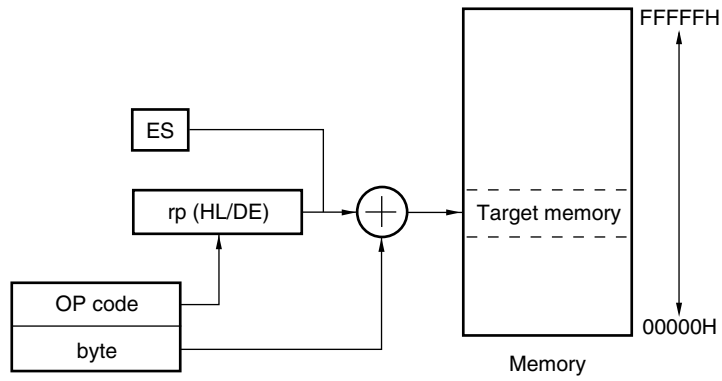 FFFFFH
ES
rp (HL/DE)
Target memory
OP code
byte
00000H
Memory